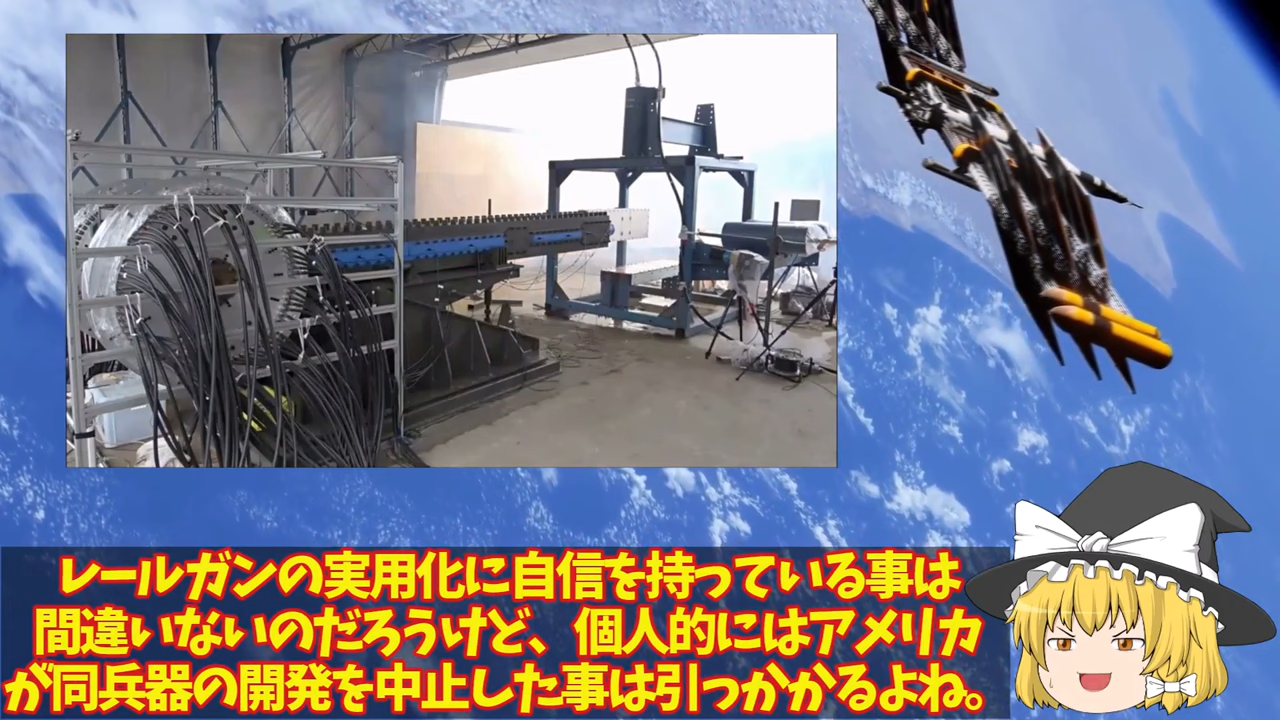 レールガンの実用化に自信を持っている事は
間違いないのだろうけど、個人的にはアメリカ
が同兵器の開発を中止した事は引っかかるよね。